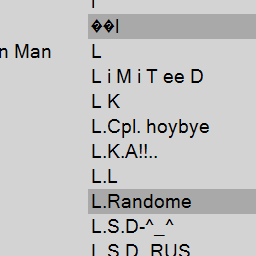 ��l
n Man
L
L i M i T ee D
L K
L.Cpl. hoybye
L.K.A!!..
L.L
L.Randome
L.S.D-^_^
L.S.D. RUS